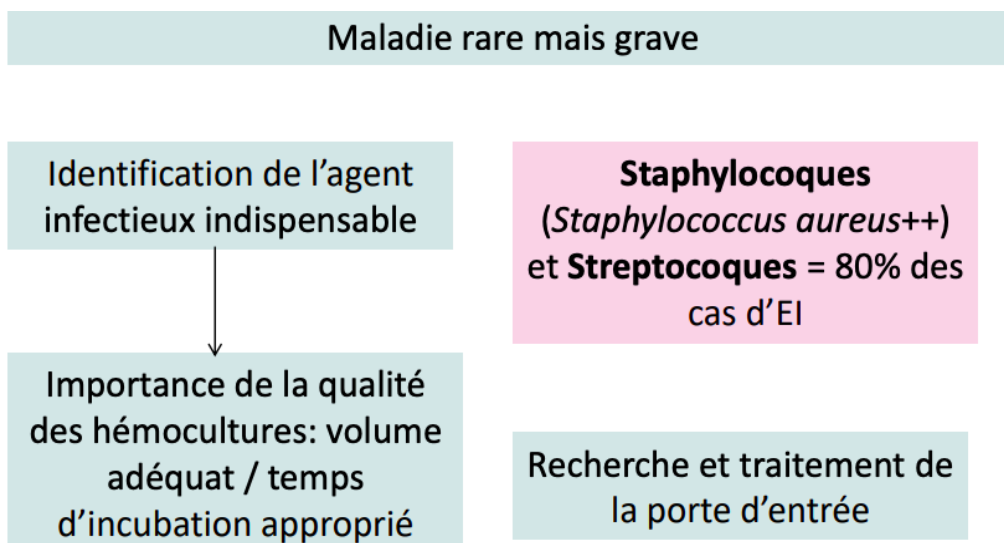 Maladie rare mais grave
Identification de l’agent
infectieux indispensable
Importance de la qualité
des hémocultures: volume
adéquat / temps
d’incubation approprié
Staphylocoques
(Staphylococcus aureus++)
et Streptocoques = 80% des
cas d’EI
Recherche et traitement de
la porte d’entrée